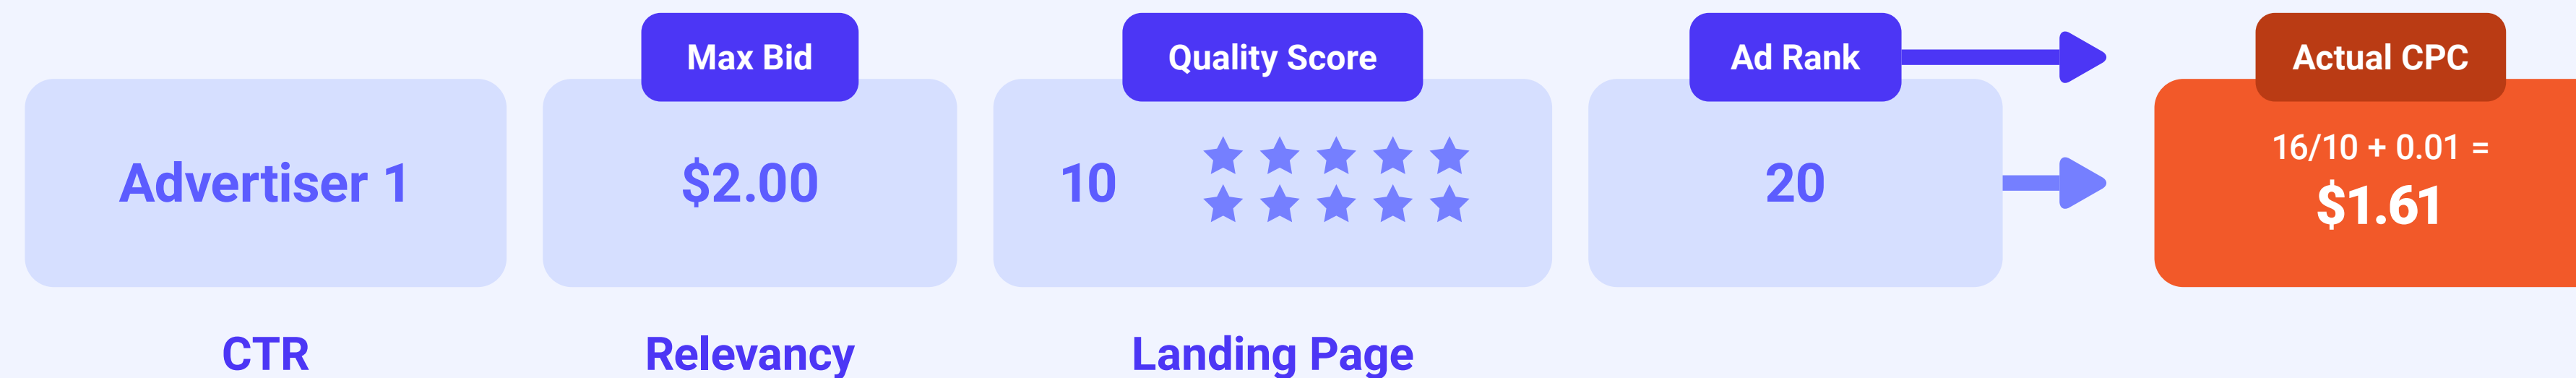 Max Bid
Quality Score
Ad Rank
Actual CPC
Advertiser 1
$2.00
10
20
16/10 + 0.01 =
$1.61
CTR
Relevancy
Landing Page